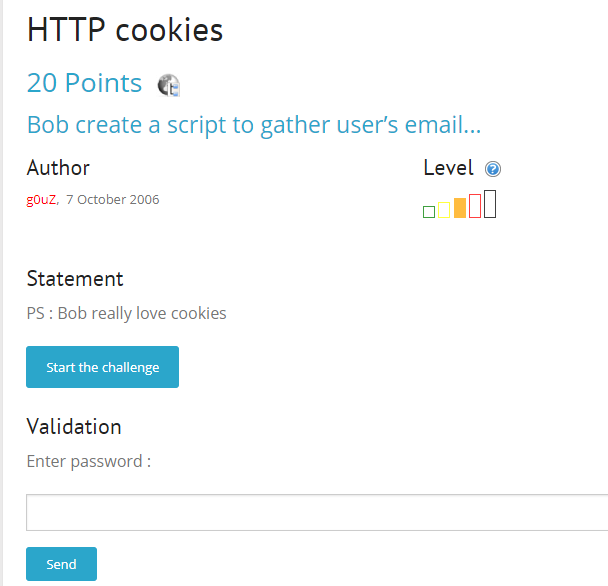 HTTP cookies
20 Points
Bob create a script to gather user’s email...
Author
Level
g0uZ, 7 October 2006
Statement
PS : Bob really love cookies
Start the challenge
Validation
Enter password :
Send